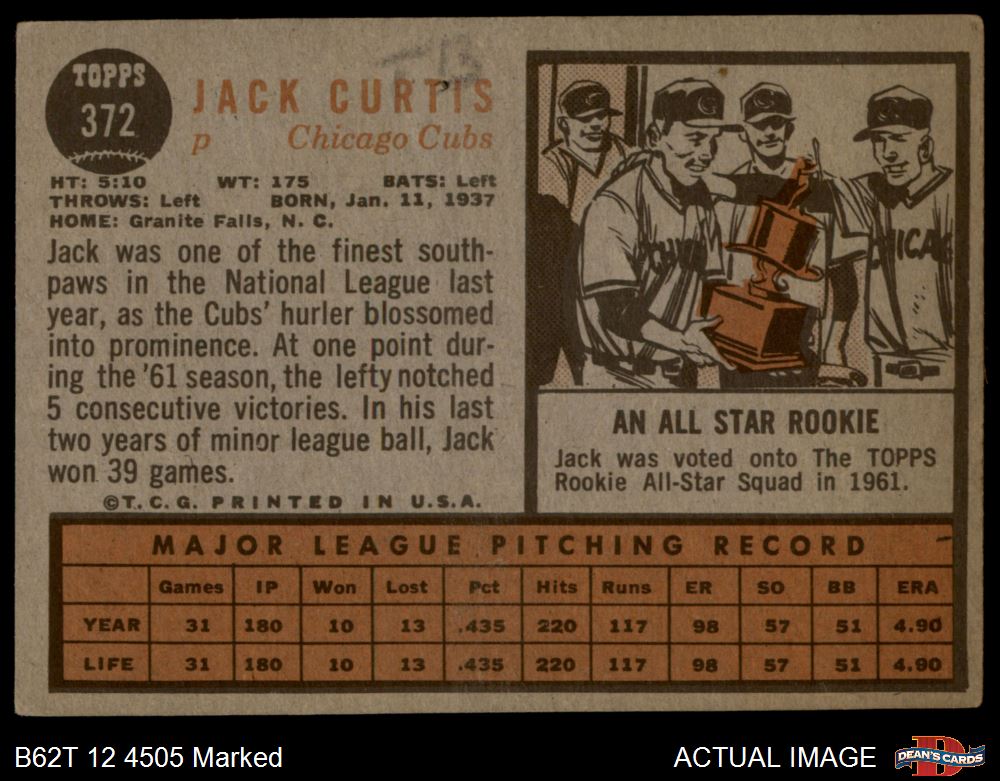 TOPPS
372
JACK CURTIS
p Chicago Cubs
HT: 5:10 WT: 175 BATS: Left
THROWS: Left BORN, Jan. 11, 1937
HOME: Granite Falls, N. C.
Jack was one of the finest south-
paws in the National League last
year, as the Cubs' hurler blossomed
into prominence. At one point dur-
ing the '61 season, the lefty notched
5 consecutive victories. In his last
two years of minor league ball, Jack
won 39 games.
©T. C. G. PRINTED IN U.S.A.
AN ALL STAR ROOKIE
Jack was voted onto The TOPPS
Rookie All-Star Squad in 1961.
MAJOR LEAGUE PITCHING RECORD
Games IP Won Lost Pct Hits Runs ER SO BB ERA
YEAR 31 180 10 13 .435 220 117 98 57 51 4.90
LIFE 31 180 10 13 .435 220 117 98 57 51 4.90
B62T 12 4505 Marked
ACTUAL IMAGE
DEAN'S CARDS